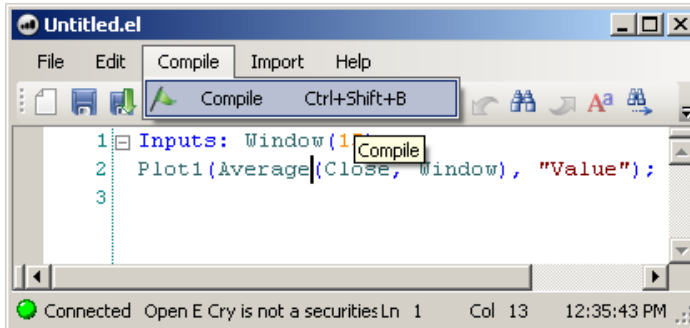 Untitled.el
File Edit Compile Import Help
Compile Ctrl+Shift+B
Aa
1 Inputs: Window(1
Compile
2 Plot1(Average(Close, Window), "Value");
3
Connected Open E Cry is not a securities Ln 1 Col 13 12:35:43 PM